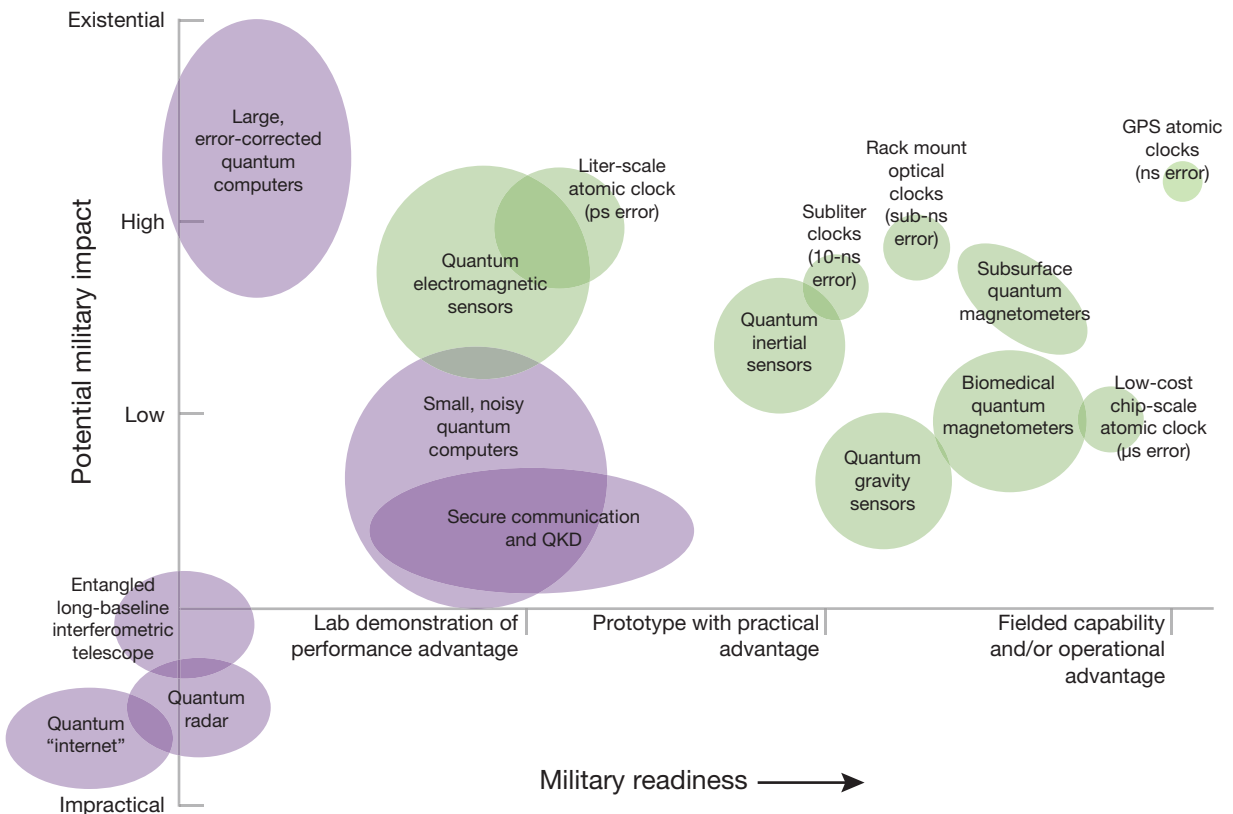 Existential
Large,
error-corrected
quantum
computers
GPS atomic
clocks
(ns error)
Rack mount
optical
clocks
(sub-ns
error)
Liter-scale
atomic clock
(ps error)
Subliter
clocks
(10-ns
error)
High
Potential military impact
Quantum
electromagnetic
sensors
Subsurface
quantum
magnetometers
Quantum
inertial
sensors
Low
Small, noisy
quantum
computers
Biomedical
quantum
magnetometers
Low-cost
chip-scale
atomic clock
(µs error)
Quantum
gravity
sensors
Secure communication
and QKD
Entangled
long-baseline
interferometric
telescope
Lab demonstration of
performance advantage
Prototype with practical
advantage
Fielded capability
and/or operational
advantage
Quantum
radar
Quantum
“internet”
Military readiness
Impractical